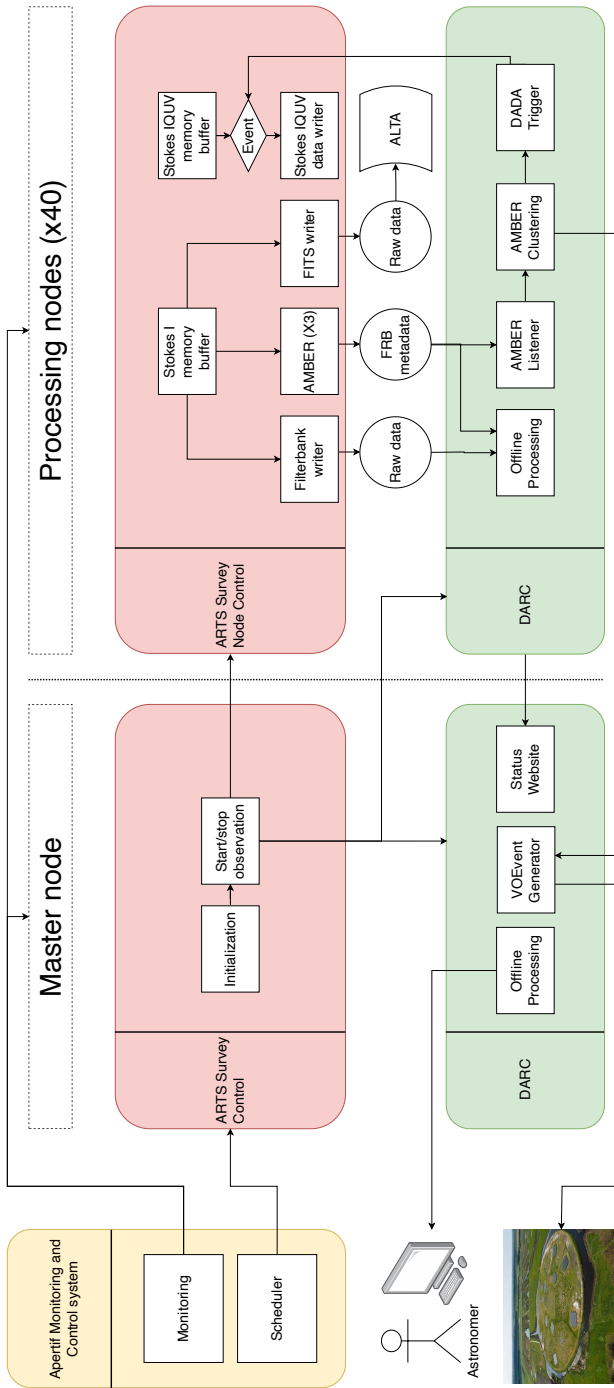 Apertif Monitoring and
Control system
Monitoring
Scheduler
Astronomer
Master node
ARTS Survey
Control
Initialization
Start/stop
observation
DARC
Offline
Processing
VOEvent
Generator
Status
Website
Processing nodes (x40)
ARTS Survey
Node Control
Stokes I
memory
buffer
Filterbank
writer
AMBER (X3)
FITS writer
Stokes IQUV
memory
buffer
Event
Stokes IQUV
data writer
Raw data
FRB
metadata
Raw data
ALTA
DARC
Offline
Processing
AMBER
Listener
AMBER
Clustering
DADA
Trigger